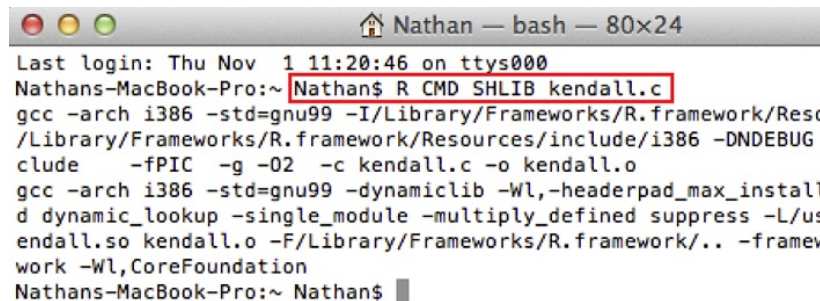 Nathan — bash — 80×24
Last login: Thu Nov  1 11:20:46 on ttys000
Nathans-MacBook-Pro:~ Nathan$ R CMD SHLIB kendall.c
gcc -arch i386 -std=gnu99 -I/Library/Frameworks/R.framework/Reso
/Library/Frameworks/R.framework/Resources/include/i386 -DNDEBUG
clude    -fPIC  -g -O2  -c kendall.c -o kendall.o
gcc -arch i386 -std=gnu99 -dynamiclib -Wl,-headerpad_max_install
d dynamic_lookup -single_module -multiply_defined suppress -L/us
endall.so kendall.o -F/Library/Frameworks/R.framework/.. -framew
work -Wl,CoreFoundation
Nathans-MacBook-Pro:~ Nathan$